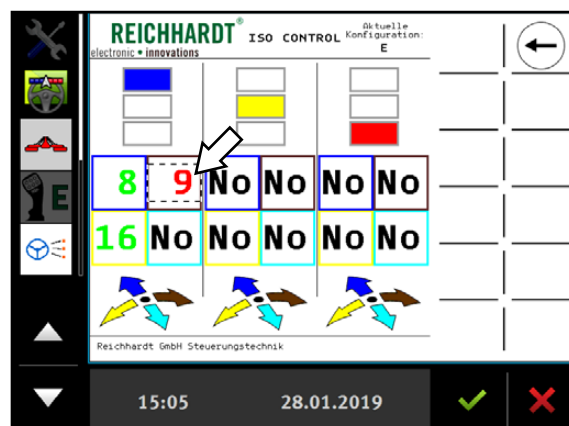 REICHHARDT®
electronic • innovations
ISO CONTROL
Aktuelle
Konfiguration:
E
E
8 9 No No No No
16 No No No No No
Reichhardt GmbH Steuerungstechnik
15:05 28.01.2019